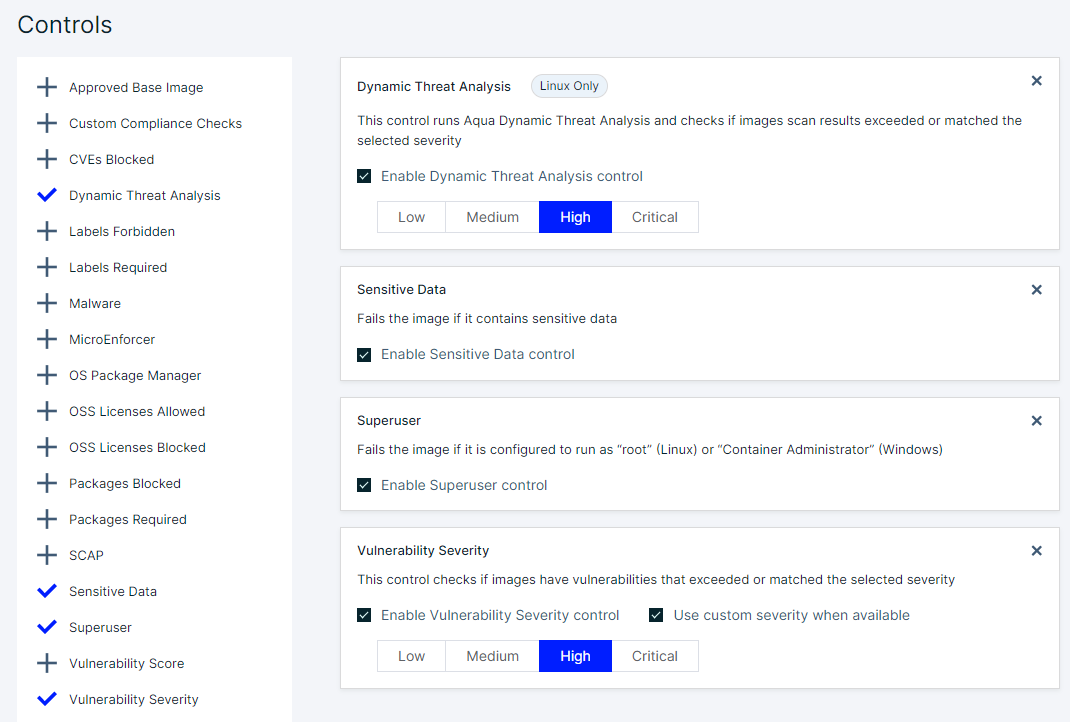 Controls
Approved Base Image
Custom Compliance Checks
CVEs Blocked
Dynamic Threat Analysis
Labels Forbidden
Labels Required
Malware
MicroEnforcer
OS Package Manager
OSS Licenses Allowed
OSS Licenses Blocked
Packages Blocked
Packages Required
SCAP
Sensitive Data
Superuser
Vulnerability Score
Vulnerability Severity
Dynamic Threat Analysis Linux Only
This control runs Aqua Dynamic Threat Analysis and checks if images scan results exceeded or matched the
selected severity
Enable Dynamic Threat Analysis control
Low Medium High Critical
Sensitive Data
Fails the image if it contains sensitive data
Enable Sensitive Data control
Superuser
Fails the image if it is configured to run as “root” (Linux) or “Container Administrator” (Windows)
Enable Superuser control
Vulnerability Severity
This control checks if images have vulnerabilities that exceeded or matched the selected severity
Enable Vulnerability Severity control Use custom severity when available
Low Medium High Critical